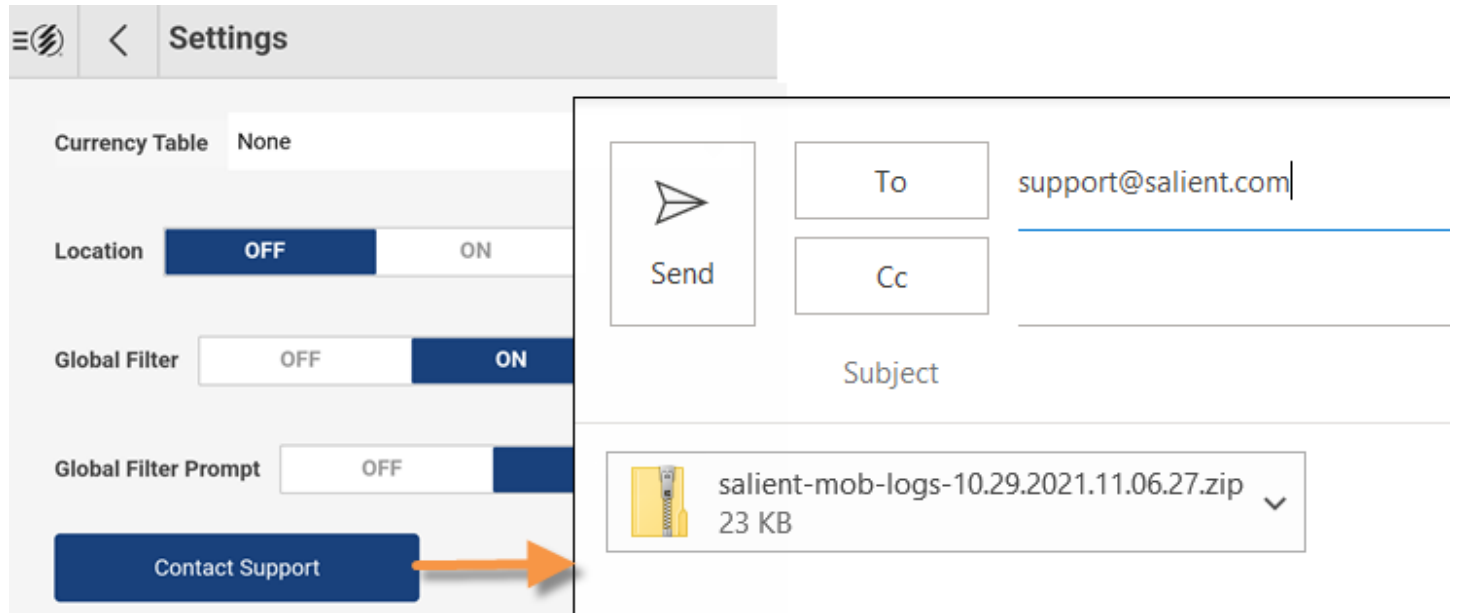 Settings
Currency Table None
Location OFF ON
Global Filter OFF ON
Global Filter Prompt OFF
Contact Support
Send
To
support@salient.com
Cc
Subject
salient-mob-logs-10.29.2021.11.06.27.zip
23 KB